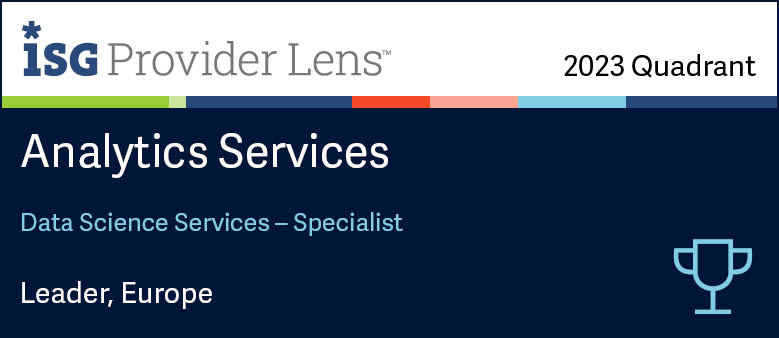 ISG Provider Lens™
2023 Quadrant
Analytics Services
Data Science Services – Specialist
Leader, Europe